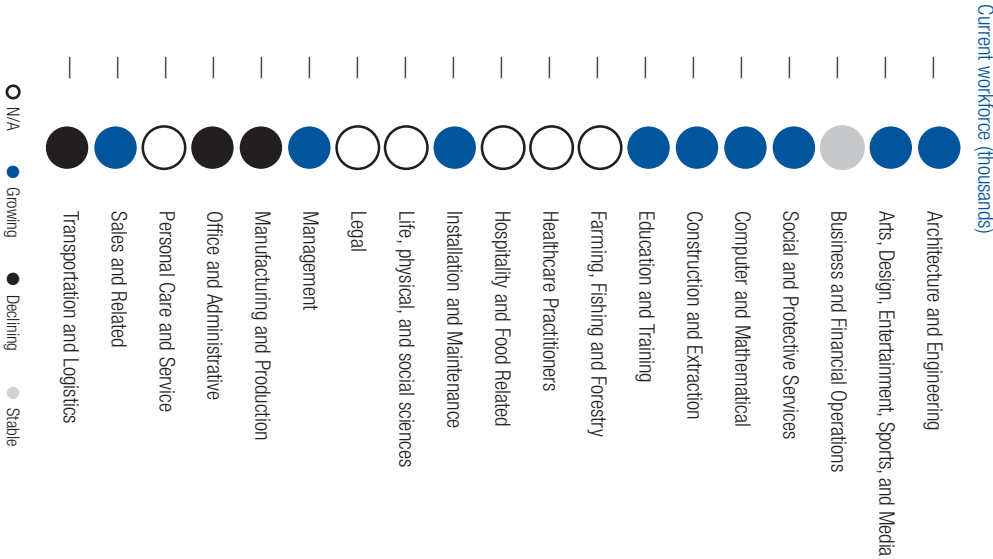 Current workforce (thousands)
— Architecture and Engineering
— Arts, Design, Entertainment, Sports, and Media
— Business and Financial Operations
— Social and Protective Services
— Computer and Mathematical
— Construction and Extraction
— Education and Training
— Farming, Fishing and Forestry
— Healthcare Practitioners
— Hospitality and Food Related
— Installation and Maintenance
— Life, physical, and social sciences
— Legal
— Management
— Manufacturing and Production
— Office and Administrative
— Personal Care and Service
— Sales and Related
— Transportation and Logistics
N/A Growing Declining Stable